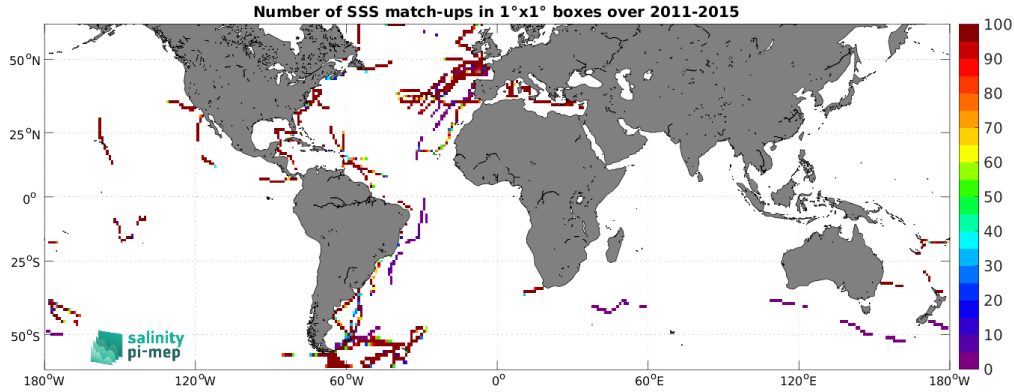 Number of SSS match-ups in 1°x1° boxes over 2011-2015
100
90
80
70
60
50
40
30
20
10
0
50°N
25°N
0°
25°S
50°S
salinity
pi-mep
180°W 120°W 60°W 0° 60°E 120°E 180°W